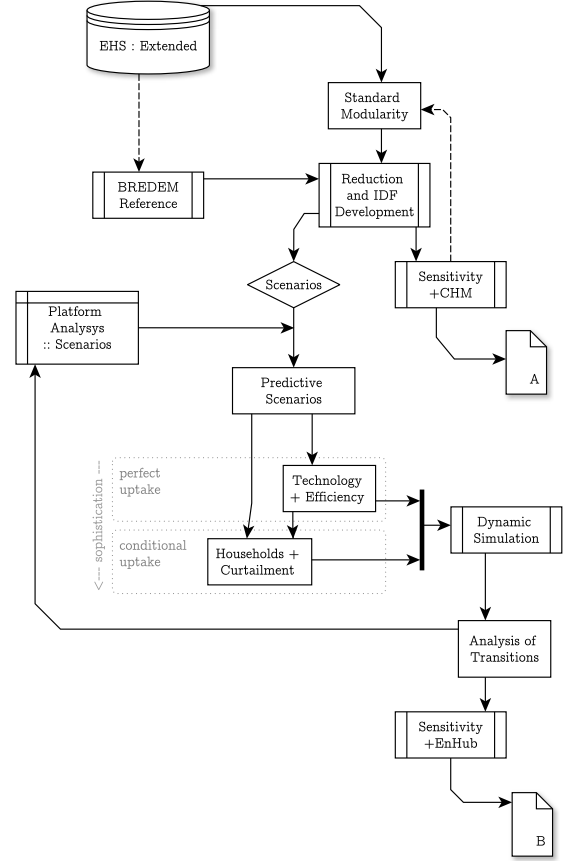 EHS : Extended
Standard
Modularity
BREDEM
Reference
Reduction
and IDF
Development
Scenarios
Sensitivity
+CHM
Platform
Analysys
:: Scenarios
A
Predictive
Scenarios
perfect
uptake
Technology
+ Efficiency
<--- sophistication ---
conditional
uptake
Households +
Curtailment
Dynamic
Simulation
Analysis of
Transitions
Sensitivity
+EnHub
B